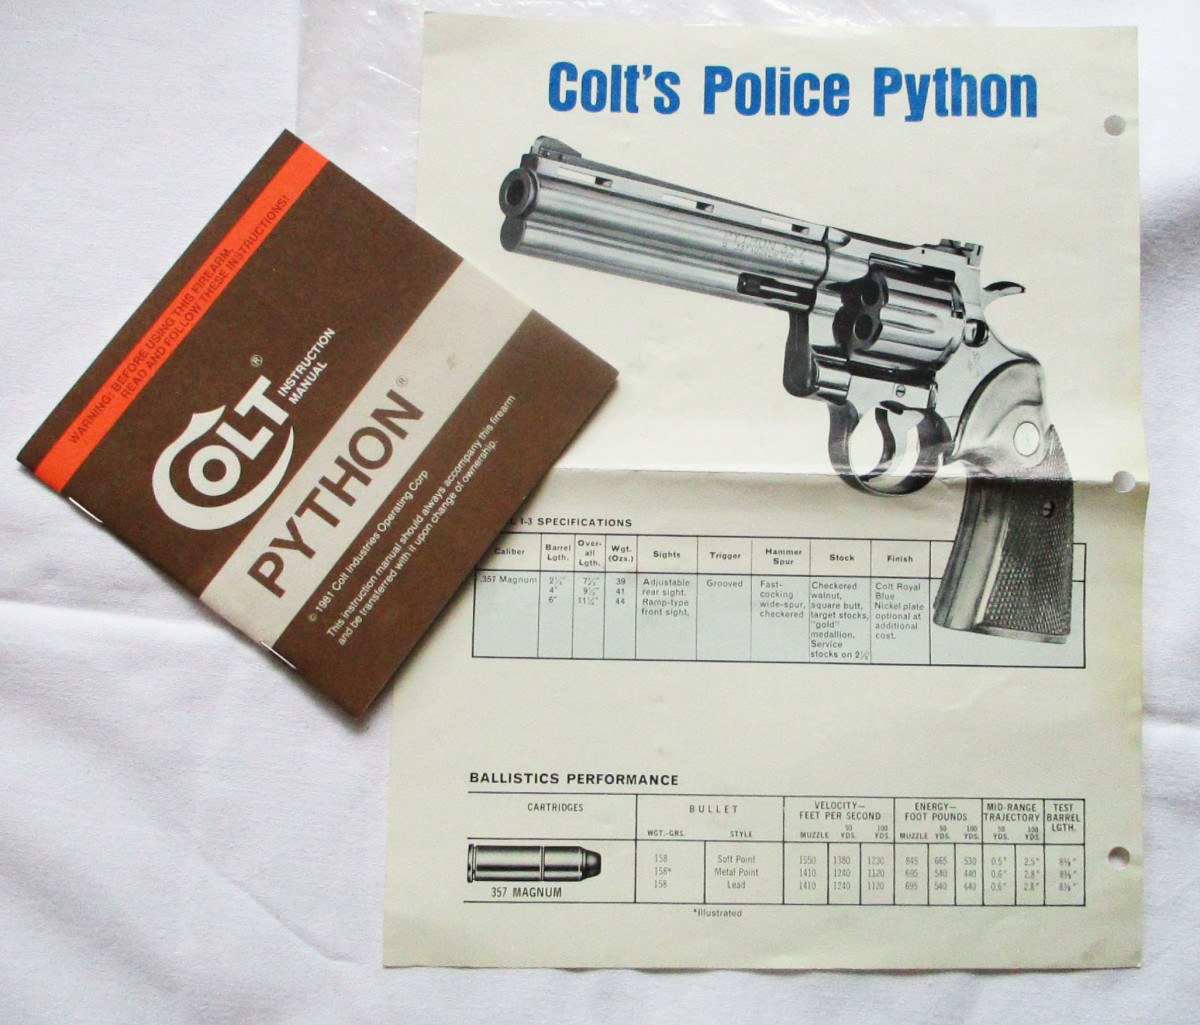 Colt's Police Python
PYTHON 357
WARNING: BEFORE USING THIS FIREARM,
READ AND FOLLOW THESE INSTRUCTIONS!
COLT®
INSTRUCTION
MANUAL
PYTHON®
© 1981 Colt Industries Operating Corp
This instruction manual should always accompany this firearm
and be transferred with it upon change of ownership.
I-3 SPECIFICATIONS
Caliber | Barrel Lgth. | Over-all Lgth. | Wgt. (Ozs.) | Sights | Trigger | Hammer Spur | Stock | Finish
.357 Magnum | 2½" 4" 6" | 7½" 9½" 11½" | 39 41 44 | Adjustable rear sight. Ramp-type front sight. | Grooved | Fast-cocking wide-spur, checkered | Checkered walnut, square butt, target stocks, "gold" medallion. Service stocks on 2½" | Colt Royal Blue Nickel plate optional at additional cost.
BALLISTICS PERFORMANCE
CARTRIDGES | BULLET | VELOCITY— FEET PER SECOND | ENERGY— FOOT POUNDS | MID-RANGE TRAJECTORY | TEST BARREL LGTH.
WGT.-GRS. | STYLE | MUZZLE | 50 YDS. | 100 YDS. | MUZZLE | 50 YDS. | 100 YDS. | 50 YDS. | 100 YDS.
158 | Soft Point | 1550 | 1380 | 1230 | 845 | 665 | 530 | 0.5" | 2.5" | 8⅜"
158* | Metal Point | 1410 | 1240 | 1120 | 695 | 540 | 440 | 0.6" | 2.8" | 8⅜"
158 | Lead | 1410 | 1240 | 1120 | 695 | 540 | 440 | 0.6" | 2.8" | 8⅜"
357 MAGNUM
*Illustrated